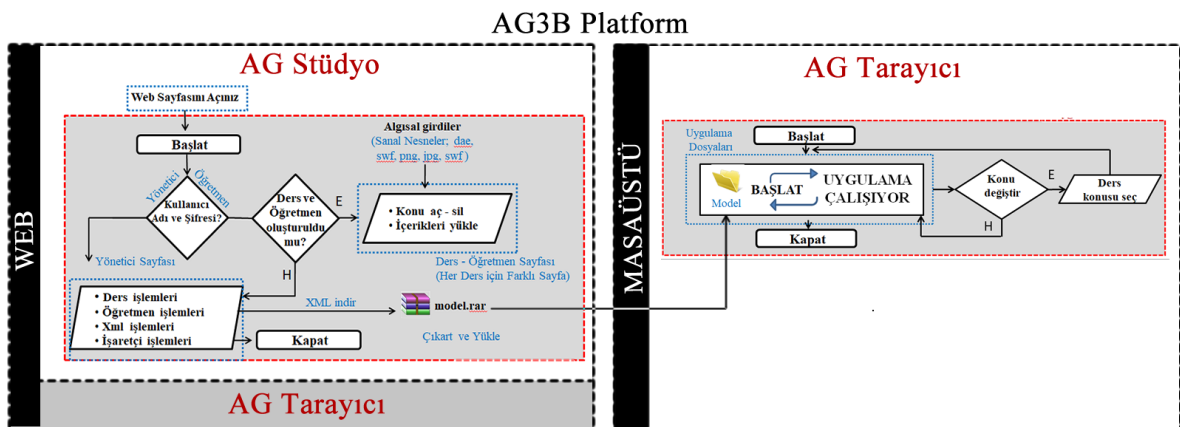 AG3B Platform
WEB
AG Stüdyo
Web Sayfasını Açınız
Başlat
Yönetici
Öğretmen
Kullanıcı
Adı ve Şifresi?
Yönetici Sayfası
Ders ve
Öğretmen
oluşturuldu
mu?
E
H
Algısal girdiler
(Sanal Nesneler; dae,
swf, png, jpg, swf )
• Konu aç - sil
• İçerikleri yükle
Ders - Öğretmen Sayfası
(Her Ders için Farklı Sayfa)
• Ders işlemleri
• Öğretmen işlemleri
• Xml işlemleri
• İşaretçi işlemleri
XML indir
model.rar
Çıkart ve Yükle
Kapat
AG Tarayıcı
MASAÜSTÜ
AG Tarayıcı
Uygulama
Dosyaları
Başlat
Model
BAŞLAT
UYGULAMA
ÇALIŞIYOR
Kapat
Konu
değiştir
E
H
Ders
konusu seç